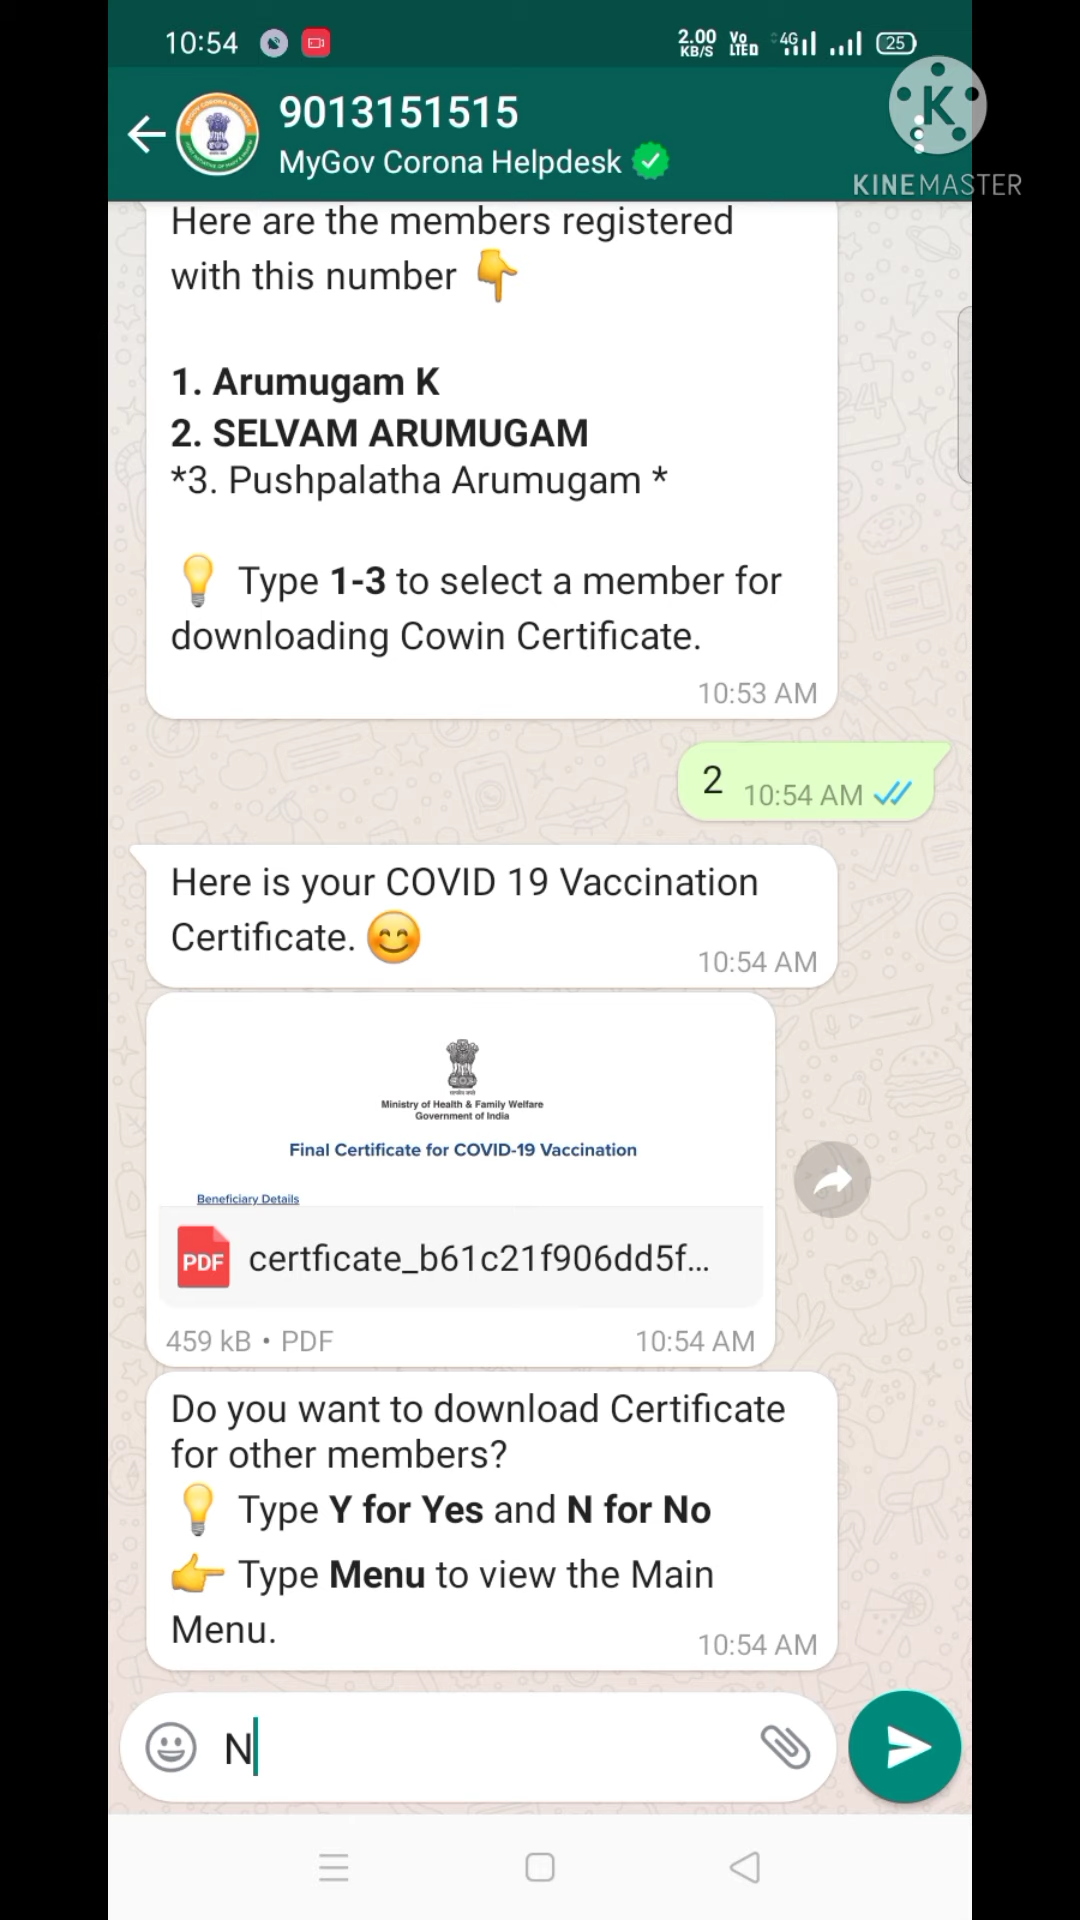 10:54
2.00 KB/S
Vo LTE
4G
25
9013151515
MyGov Corona Helpdesk
KINEMASTER
Here are the members registered
with this number 👇
1. Arumugam K
2. SELVAM ARUMUGAM
*3. Pushpalatha Arumugam *
💡 Type 1-3 to select a member for
downloading Cowin Certificate.
10:53 AM
2 10:54 AM
Here is your COVID 19 Vaccination
Certificate. 😊
10:54 AM
Ministry of Health & Family Welfare
Government of India
Final Certificate for COVID-19 Vaccination
Beneficiary Details
PDF certficate_b61c21f906dd5f...
459 kB • PDF 10:54 AM
Do you want to download Certificate
for other members?
💡 Type Y for Yes and N for No
👉 Type Menu to view the Main
Menu.
10:54 AM
N